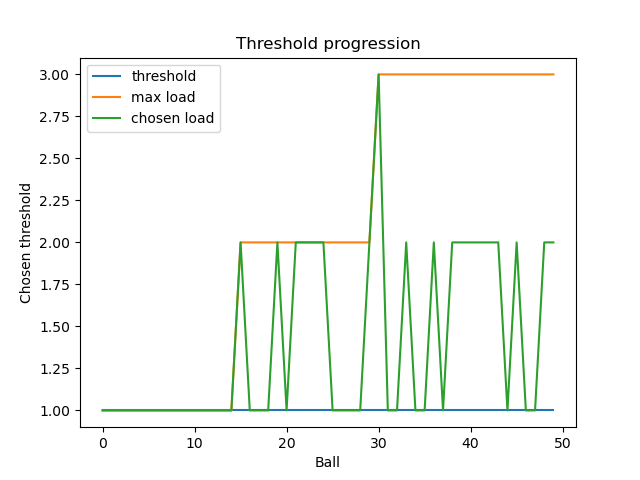 Threshold progression
threshold
max load
chosen load
Chosen threshold
3.00
2.75
2.50
2.25
2.00
1.75
1.50
1.25
1.00
0 10 20 30 40 50
Ball